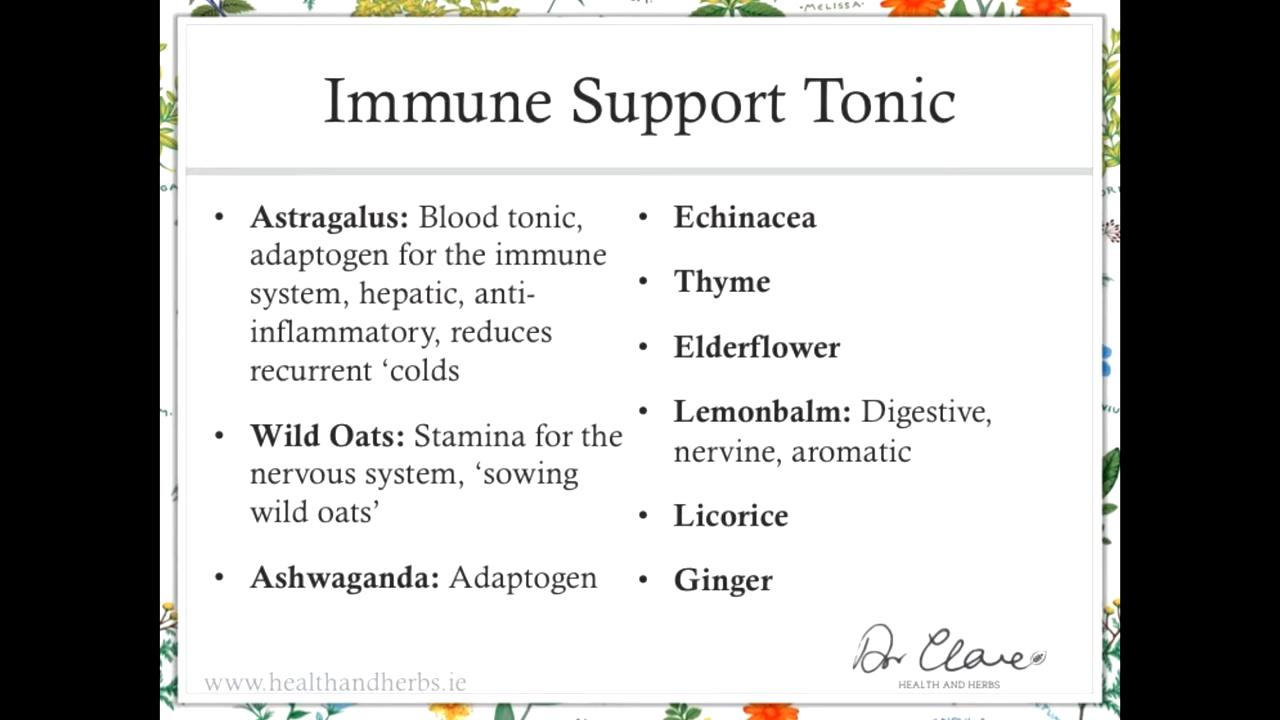 MELISSA
Immune Support Tonic
• Astragalus: Blood tonic,
adaptogen for the immune
system, hepatic, anti-
inflammatory, reduces
recurrent ‘colds
• Wild Oats: Stamina for the
nervous system, ‘sowing
wild oats’
• Ashwaganda: Adaptogen
• Echinacea
• Thyme
• Elderflower
• Lemonbalm: Digestive,
nervine, aromatic
• Licorice
• Ginger
Dr Clare
HEALTH AND HERBS
www.healthandherbs.ie